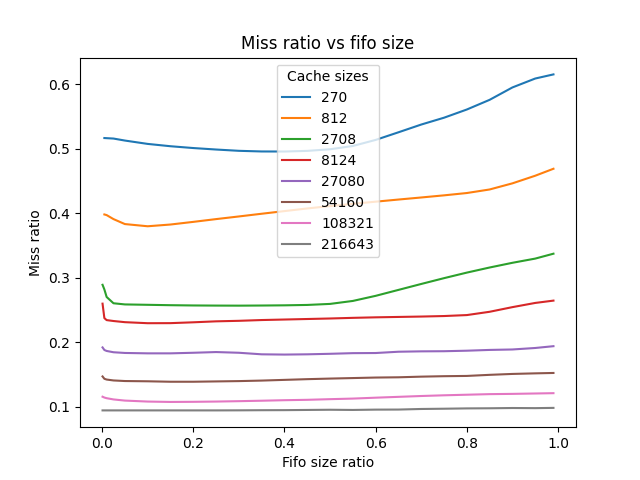 Miss ratio vs fifo size
Cache sizes
270
812
2708
8124
27080
54160
108321
216643
Miss ratio
0.6
0.5
0.4
0.3
0.2
0.1
0.0 0.2 0.4 0.6 0.8 1.0
Fifo size ratio